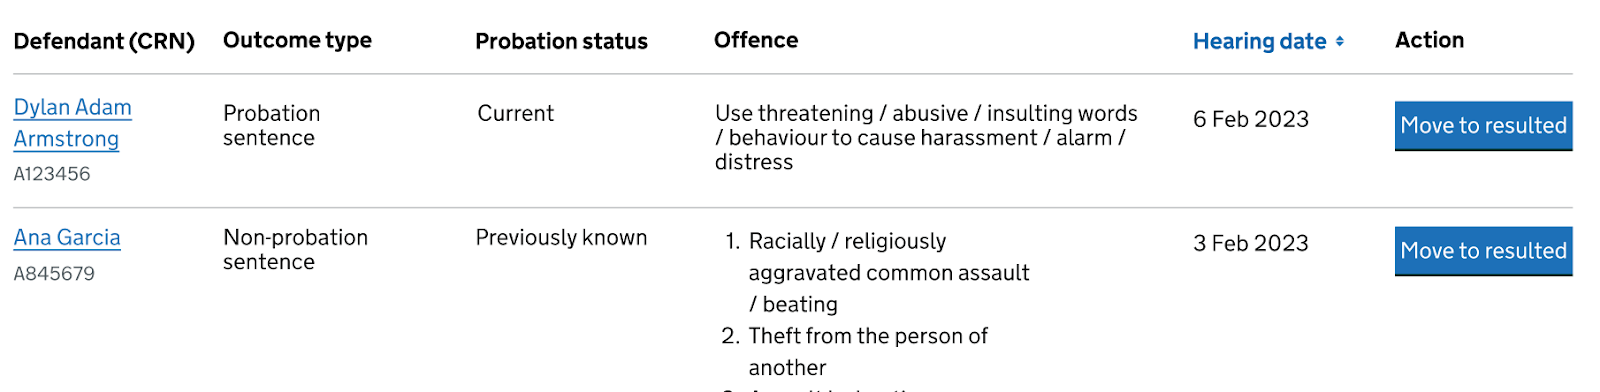 Defendant (CRN) Outcome type Probation status Offence Hearing date Action
Dylan Adam
Armstrong
A123456
Probation
sentence
Current
Use threatening / abusive / insulting words
/ behaviour to cause harassment / alarm /
distress
6 Feb 2023
Move to resulted
Ana Garcia
A845679
Non-probation
sentence
Previously known
1. Racially / religiously
aggravated common assault
/ beating
2. Theft from the person of
another
3 Feb 2023
Move to resulted